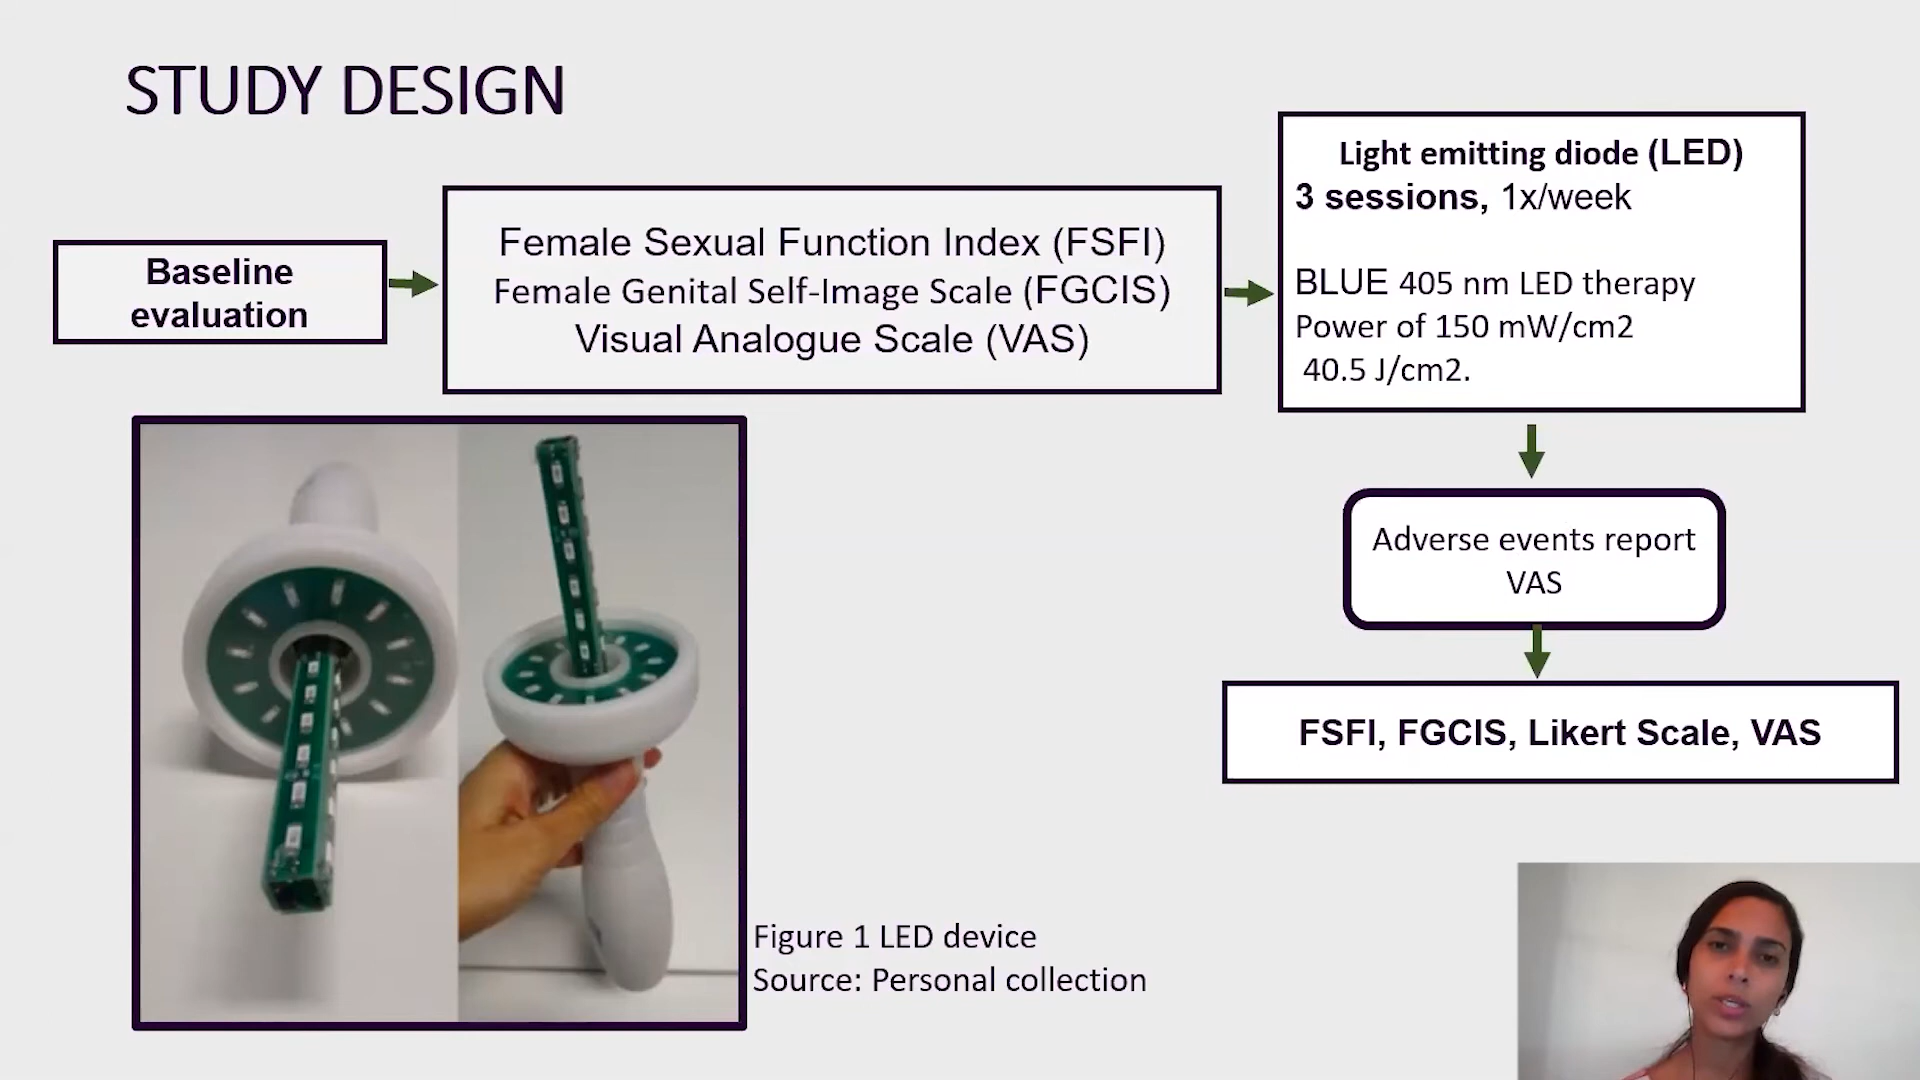 STUDY DESIGN
Baseline
evaluation
Female Sexual Function Index (FSFI)
Female Genital Self-Image Scale (FGCIS)
Visual Analogue Scale (VAS)
Light emitting diode (LED)
3 sessions, 1x/week
BLUE 405 nm LED therapy
Power of 150 mW/cm2
40.5 J/cm2.
Adverse events report
VAS
FSFI, FGCIS, Likert Scale, VAS
Figure 1 LED device
Source: Personal collection